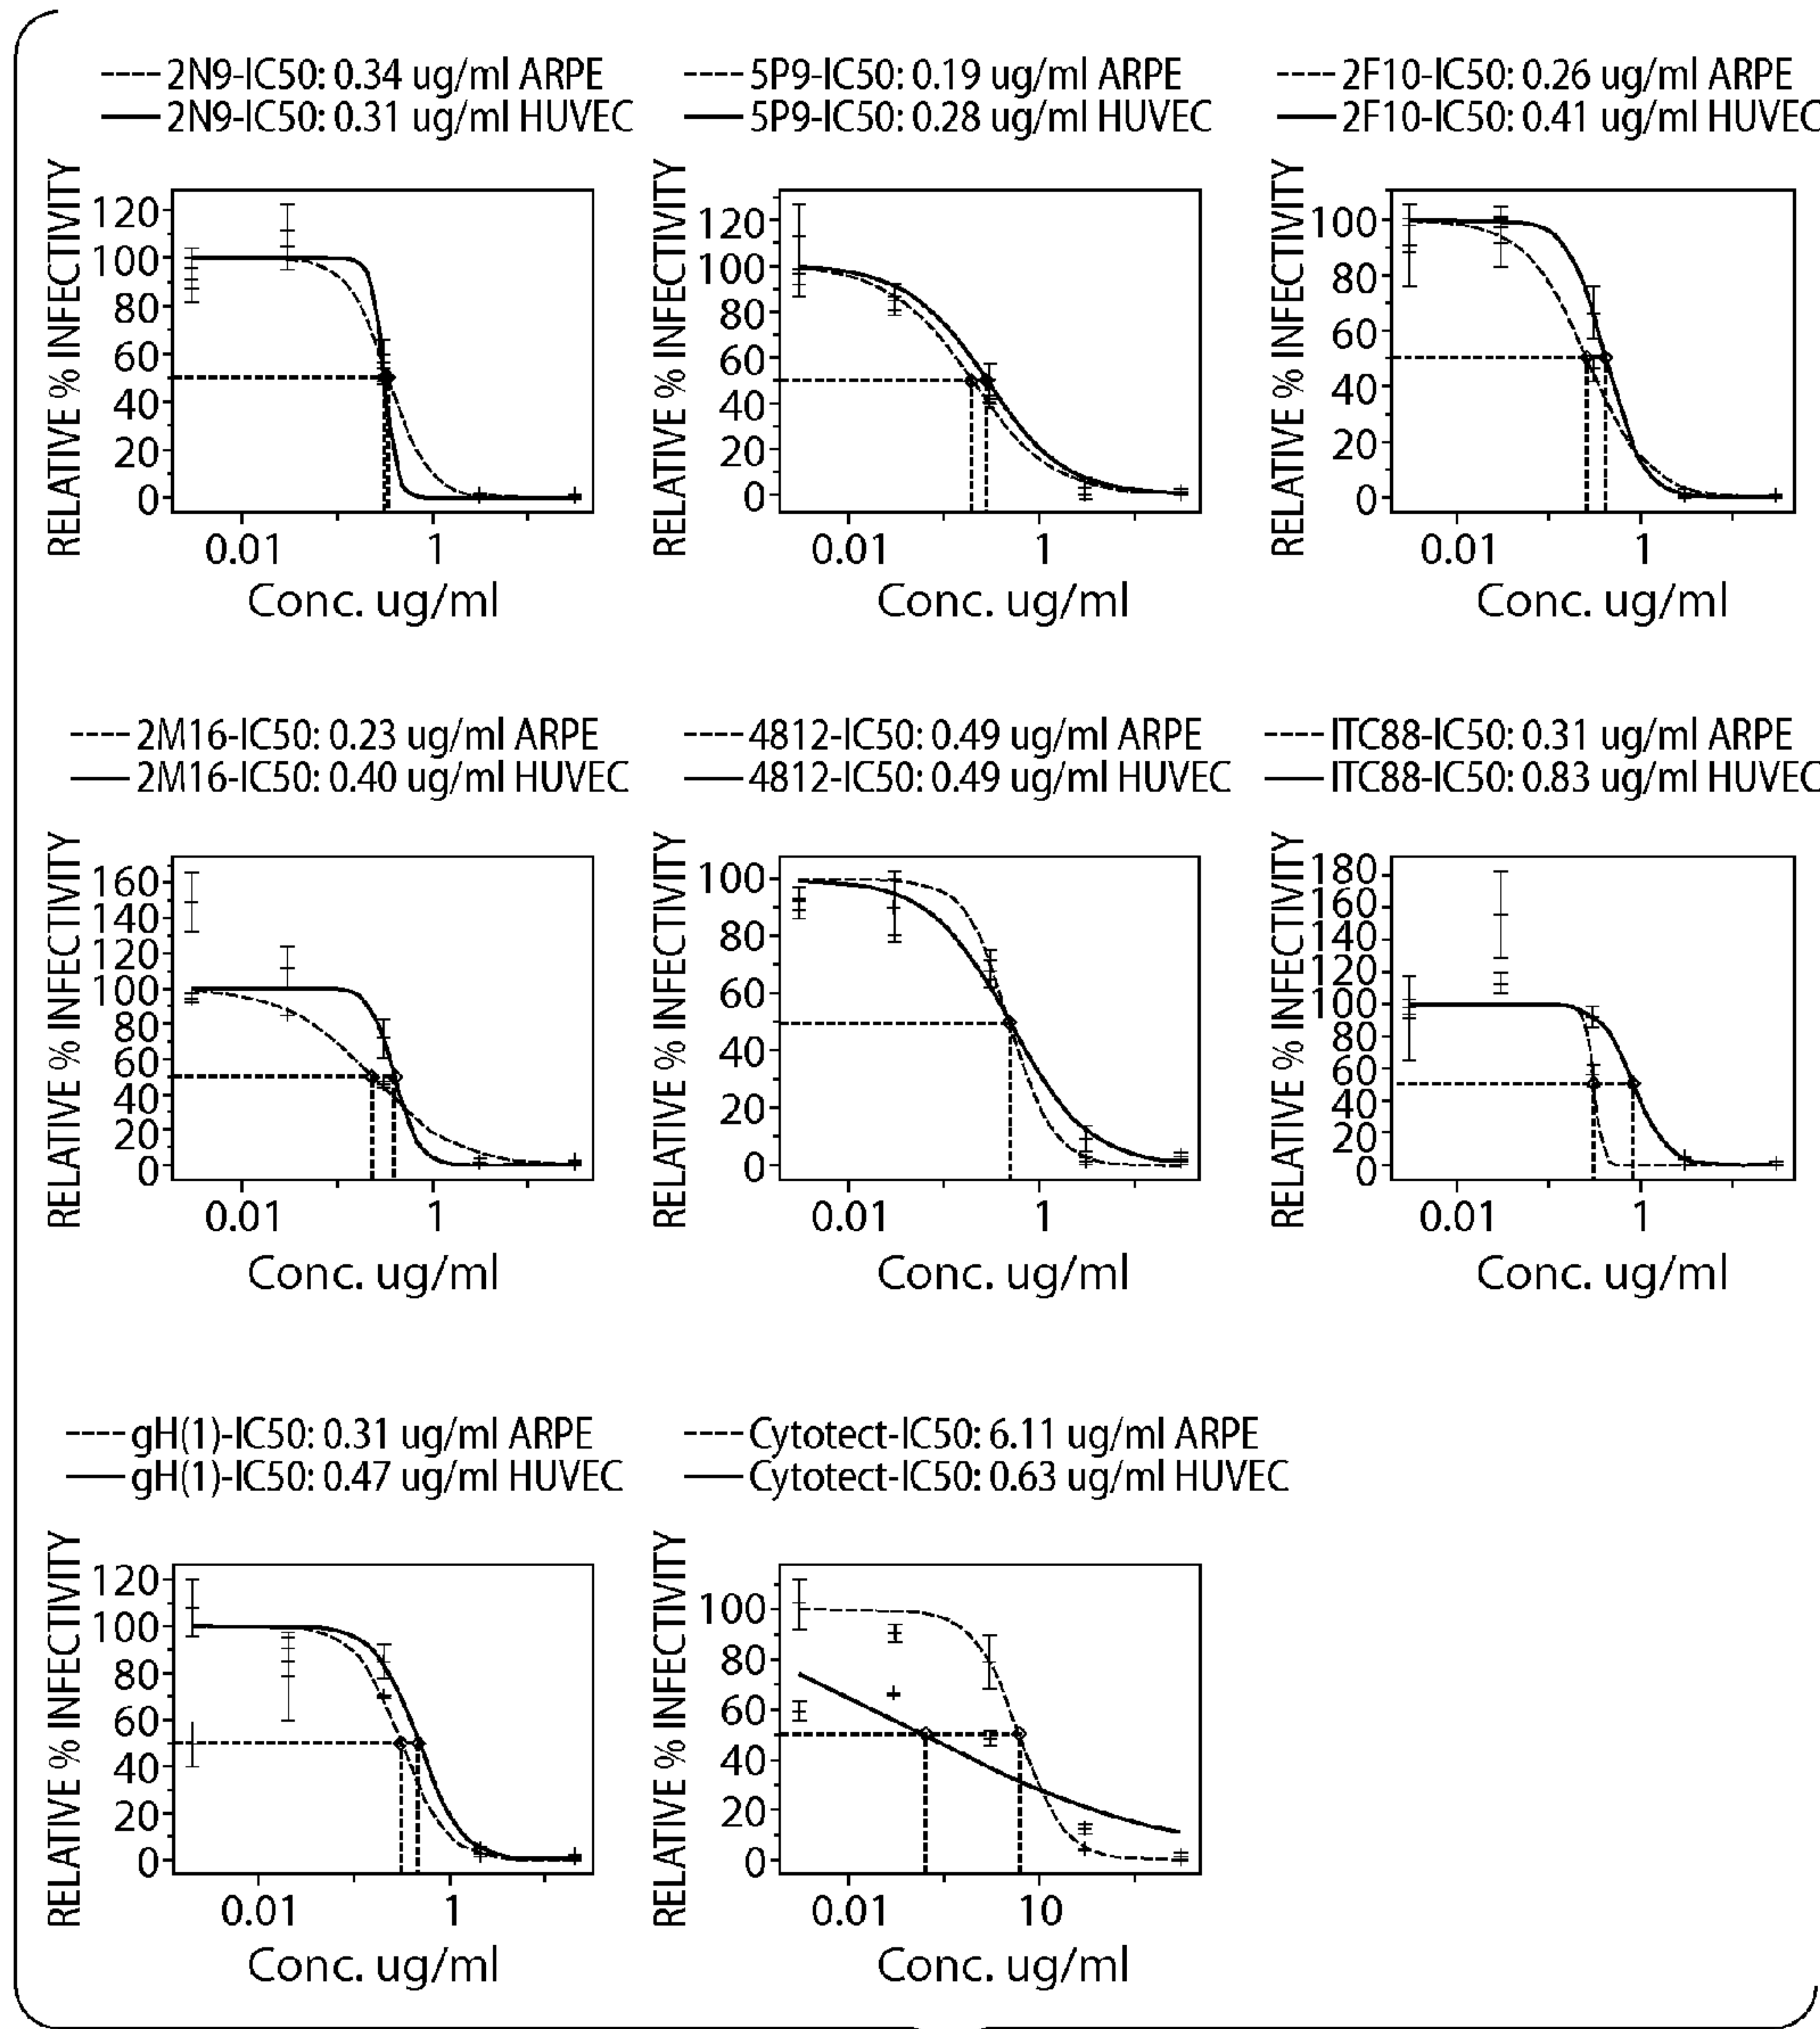 2N9-IC50: 0.34 ug/ml ARPE
2N9-IC50: 0.31 ug/ml HUVEC
RELATIVE % INFECTIVITY
120
100
80
60
40
20
0
0.01 1
Conc. ug/ml
5P9-IC50: 0.19 ug/ml ARPE
5P9-IC50: 0.28 ug/ml HUVEC
RELATIVE % INFECTIVITY
120
100
80
60
40
20
0
0.01 1
Conc. ug/ml
2F10-IC50: 0.26 ug/ml ARPE
2F10-IC50: 0.41 ug/ml HUVEC
RELATIVE % INFECTIVITY
100
80
60
40
20
0
0.01 1
Conc. ug/ml
2M16-IC50: 0.23 ug/ml ARPE
2M16-IC50: 0.40 ug/ml HUVEC
RELATIVE % INFECTIVITY
160
140
120
100
80
60
40
20
0
0.01 1
Conc. ug/ml
4812-IC50: 0.49 ug/ml ARPE
4812-IC50: 0.49 ug/ml HUVEC
RELATIVE % INFECTIVITY
100
80
60
40
20
0
0.01 1
Conc. ug/ml
ITC88-IC50: 0.31 ug/ml ARPE
ITC88-IC50: 0.83 ug/ml HUVEC
RELATIVE % INFECTIVITY
180
160
140
120
100
80
60
40
20
0
0.01 1
Conc. ug/ml
gH(1)-IC50: 0.31 ug/ml ARPE
gH(1)-IC50: 0.47 ug/ml HUVEC
RELATIVE % INFECTIVITY
120
100
80
60
40
20
0
0.01 1
Conc. ug/ml
Cytotect-IC50: 6.11 ug/ml ARPE
Cytotect-IC50: 0.63 ug/ml HUVEC
RELATIVE % INFECTIVITY
100
80
60
40
20
0
0.01 10
Conc. ug/ml